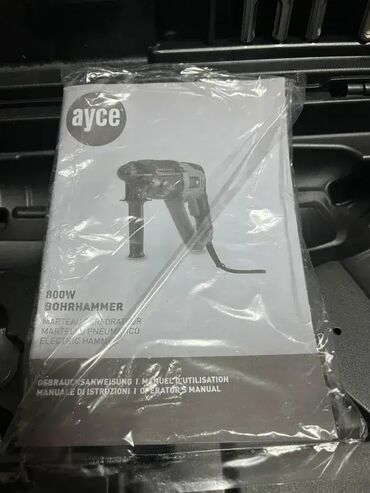 ayce
800W
BOHRHAMMER
MARTEAU PERFORATEUR
MARTELLO PNEUMATICO
ELECTRIC HAMMER
GEBRAUCHSANWEISUNG I MANUEL D'UTILISATION
MANUALE DI ISTRUZIONI I OPERATOR'S MANUAL